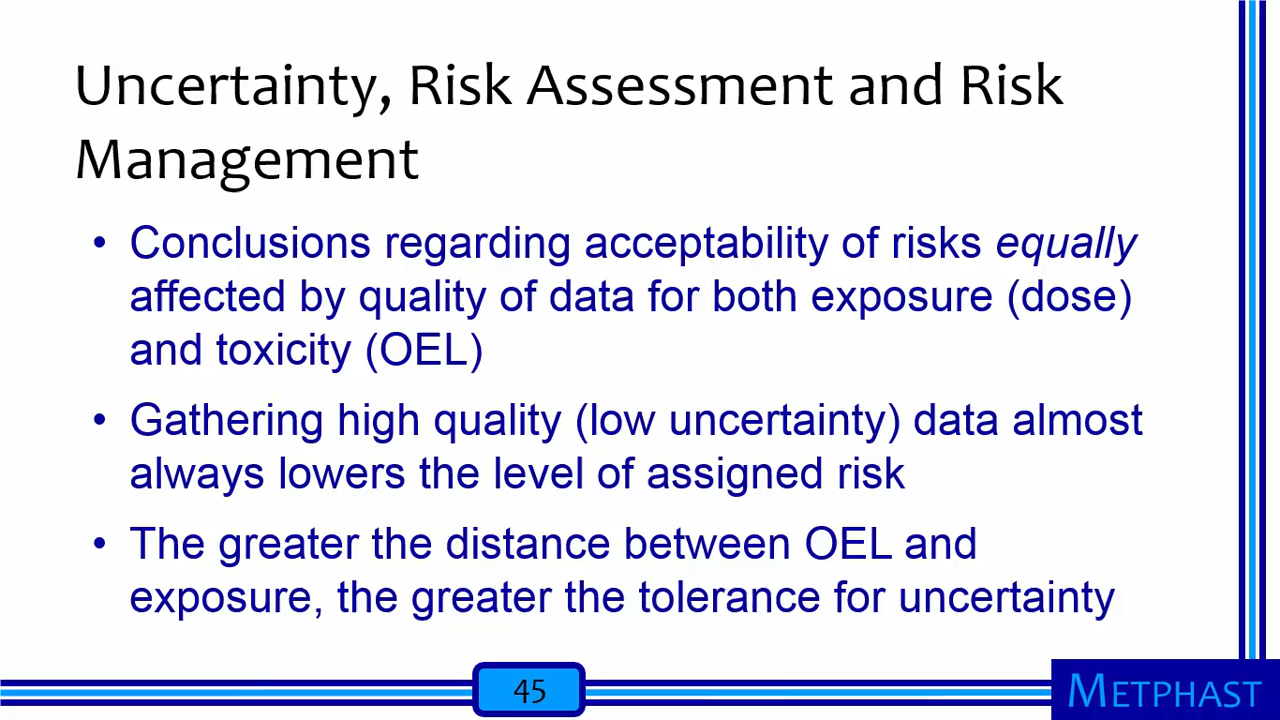 Uncertainty, Risk Assessment and Risk
Management
• Conclusions regarding acceptability of risks equally
affected by quality of data for both exposure (dose)
and toxicity (OEL)
• Gathering high quality (low uncertainty) data almost
always lowers the level of assigned risk
• The greater the distance between OEL and
exposure, the greater the tolerance for uncertainty
45
METPHAST